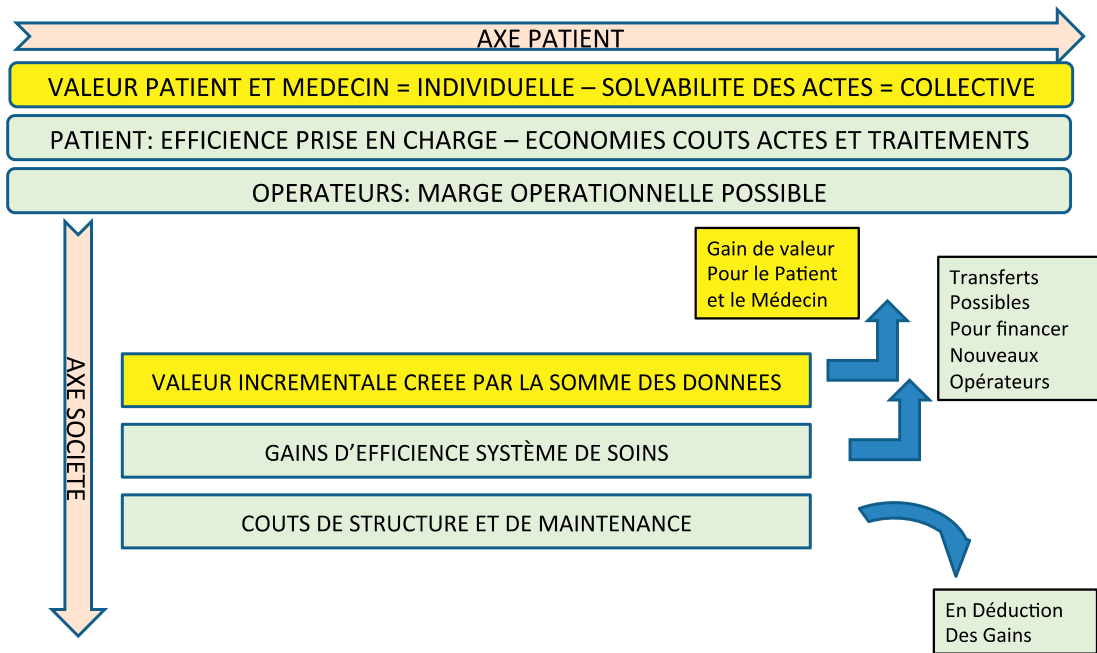 AXE PATIENT
VALEUR PATIENT ET MEDECIN = INDIVIDUELLE – SOLVABILITE DES ACTES = COLLECTIVE
PATIENT: EFFICIENCE PRISE EN CHARGE – ECONOMIES COUTS ACTES ET TRAITEMENTS
OPERATEURS: MARGE OPERATIONNELLE POSSIBLE
AXE SOCIETE
Gain de valeur
Pour le Patient
et le Médecin
Transferts
Possibles
Pour financer
Nouveaux
Opérateurs
VALEUR INCREMENTALE CREEE PAR LA SOMME DES DONNEES
GAINS D’EFFICIENCE SYSTÈME DE SOINS
COUTS DE STRUCTURE ET DE MAINTENANCE
En Déduction
Des Gains